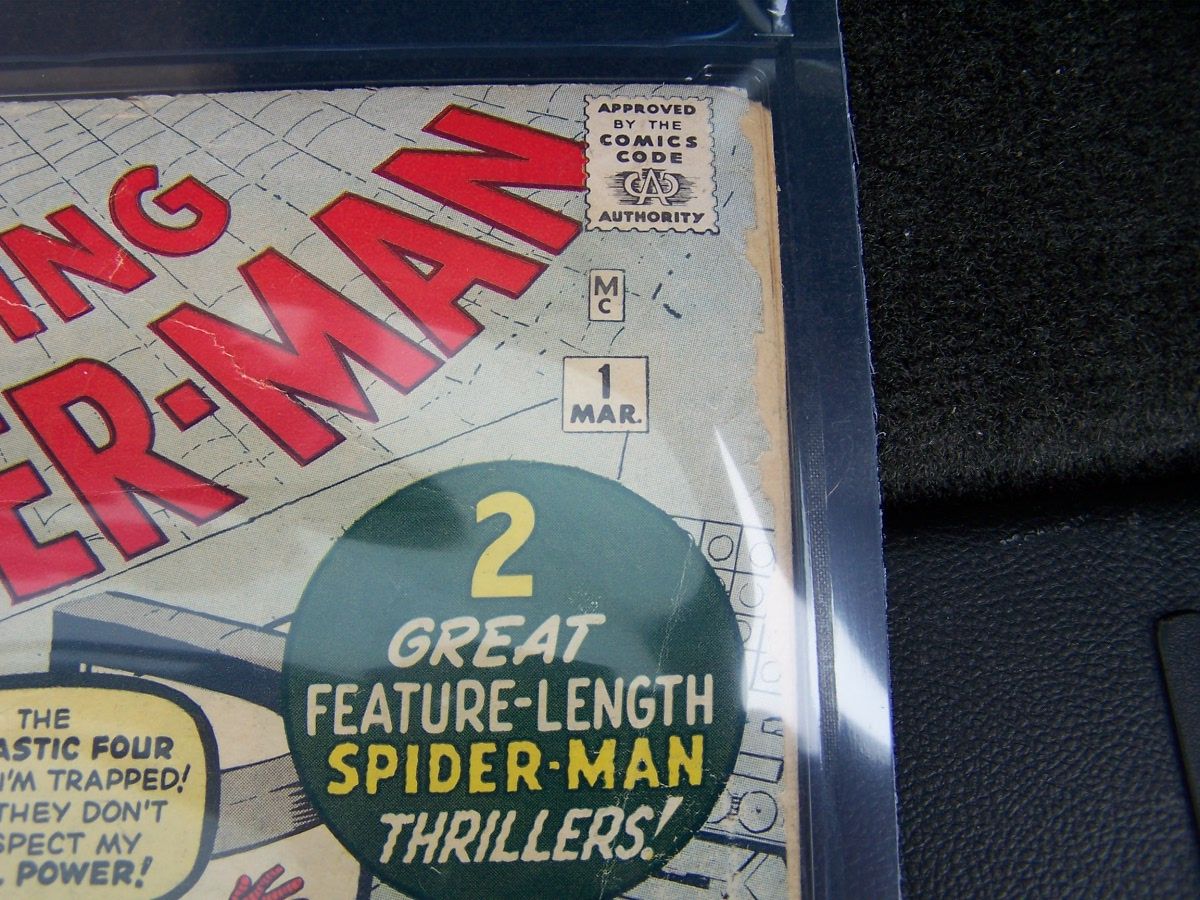 APPROVED
BY THE
COMICS
CODE
CA
AUTHORITY
ING
ER-MAN
M
C
1
MAR.
2
GREAT
FEATURE-LENGTH
SPIDER-MAN
THRILLERS!
THE
ASTIC FOUR
I'M TRAPPED!
THEY DON'T
SPECT MY
POWER!